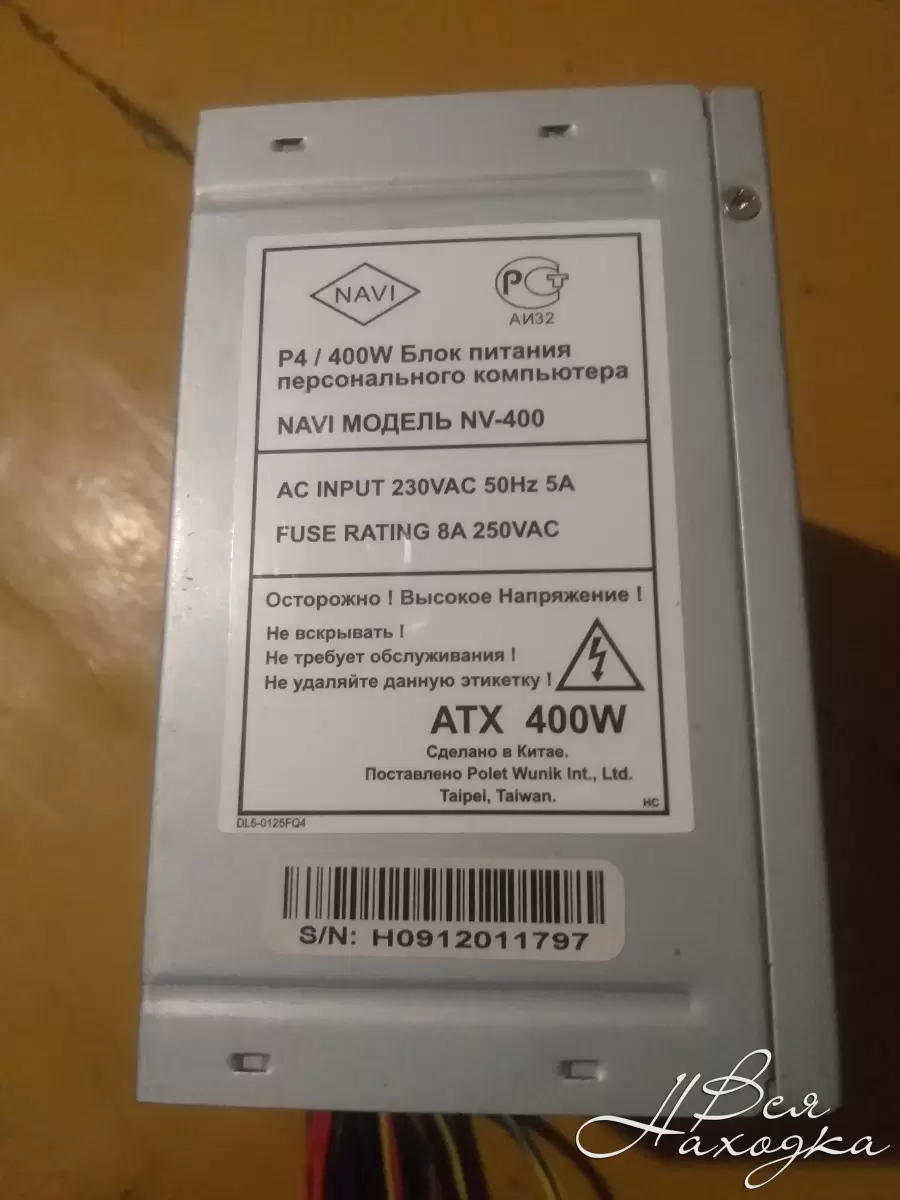 NAVI
РСТ
АИ32
P4 / 400W Блок питания
персонального компьютера
NAVI МОДЕЛЬ NV-400
AC INPUT 230VAC 50Hz 5A
FUSE RATING 8A 250VAC
Осторожно ! Высокое Напряжение !
Не вскрывать !
Не требует обслуживания !
Не удаляйте данную этикетку !
ATX 400W
Сделано в Китае.
Поставлено Polet Wunik Int., Ltd.
Taipei, Taiwan.
HC
DL5-0125FQ4
S/N: H0912011797
Вся
Находка